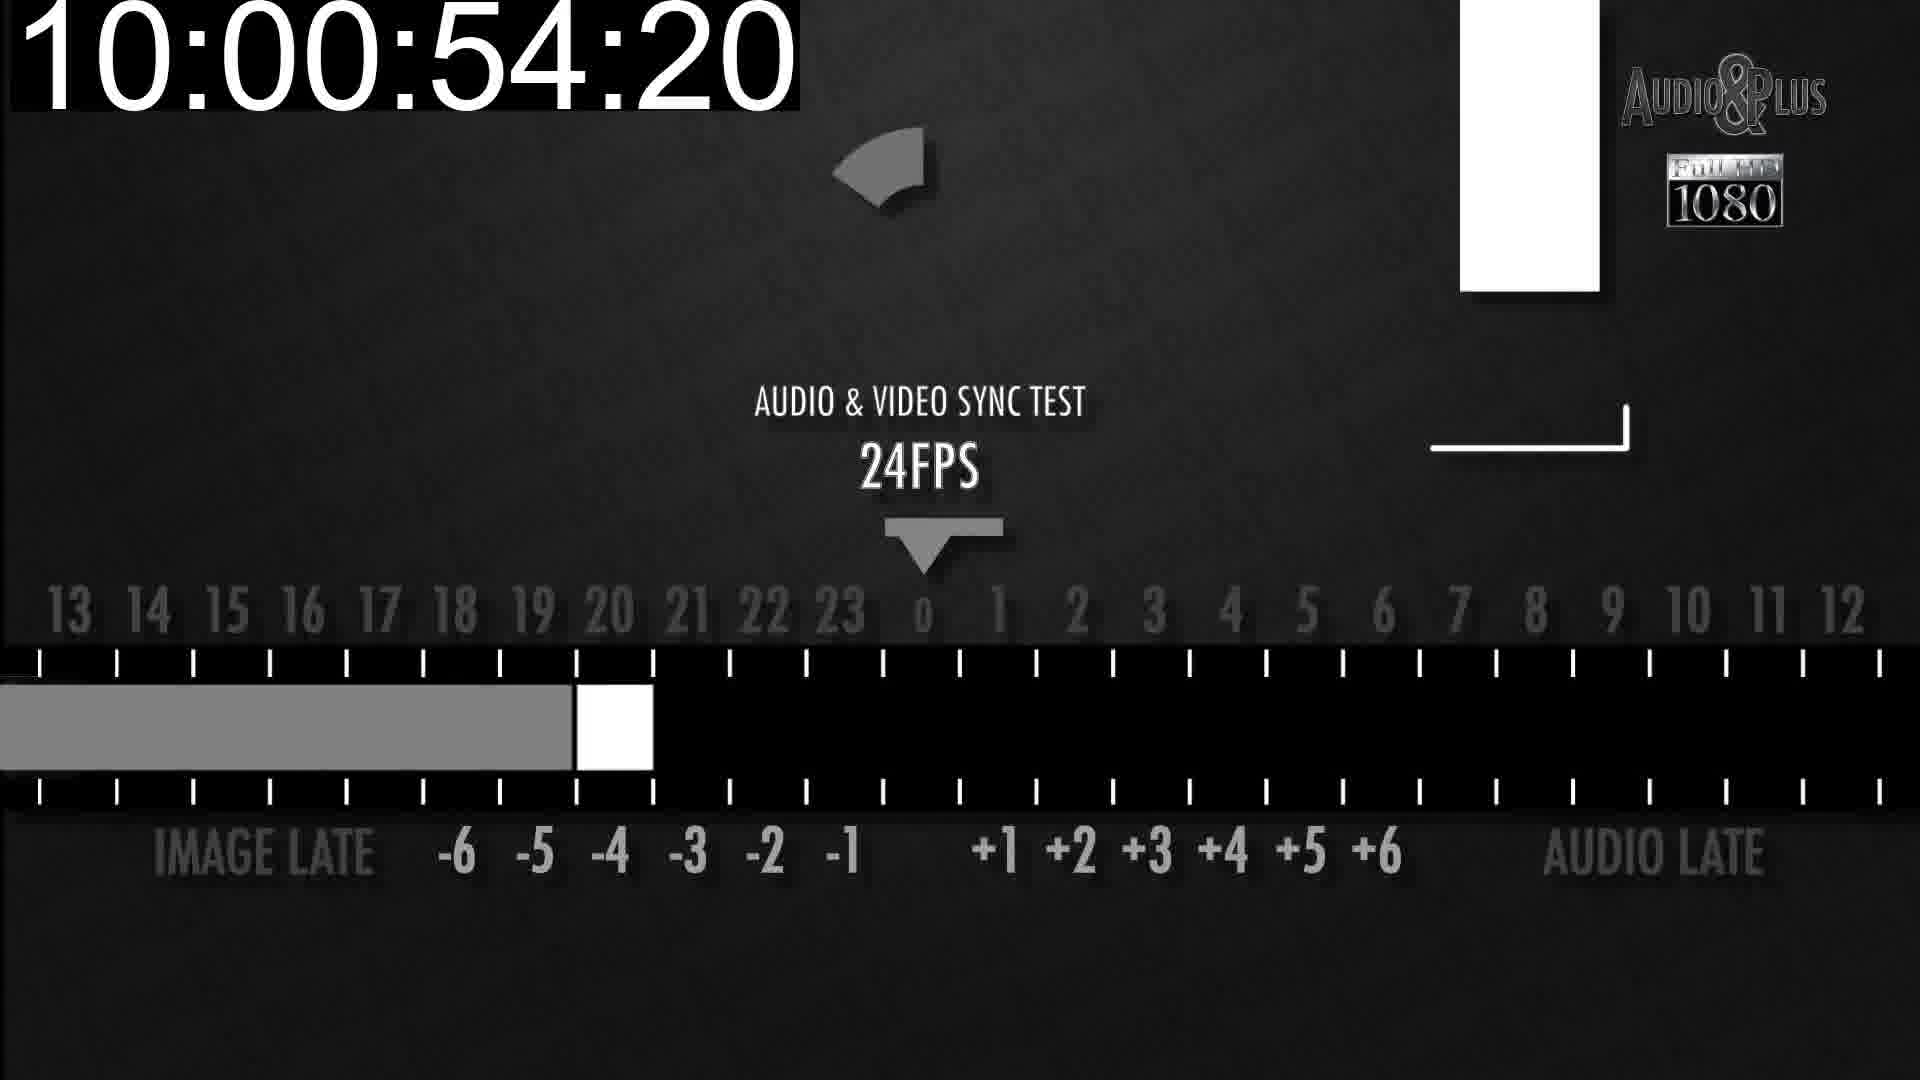 10:00:54:20
AUDIO & PLUS
Full HD
1080
AUDIO & VIDEO SYNC TEST
24FPS
13 14 15 16 17 18 19 20 21 22 23 0 1 2 3 4 5 6 7 8 9 10 11 12
IMAGE LATE -6 -5 -4 -3 -2 -1 +1 +2 +3 +4 +5 +6 AUDIO LATE